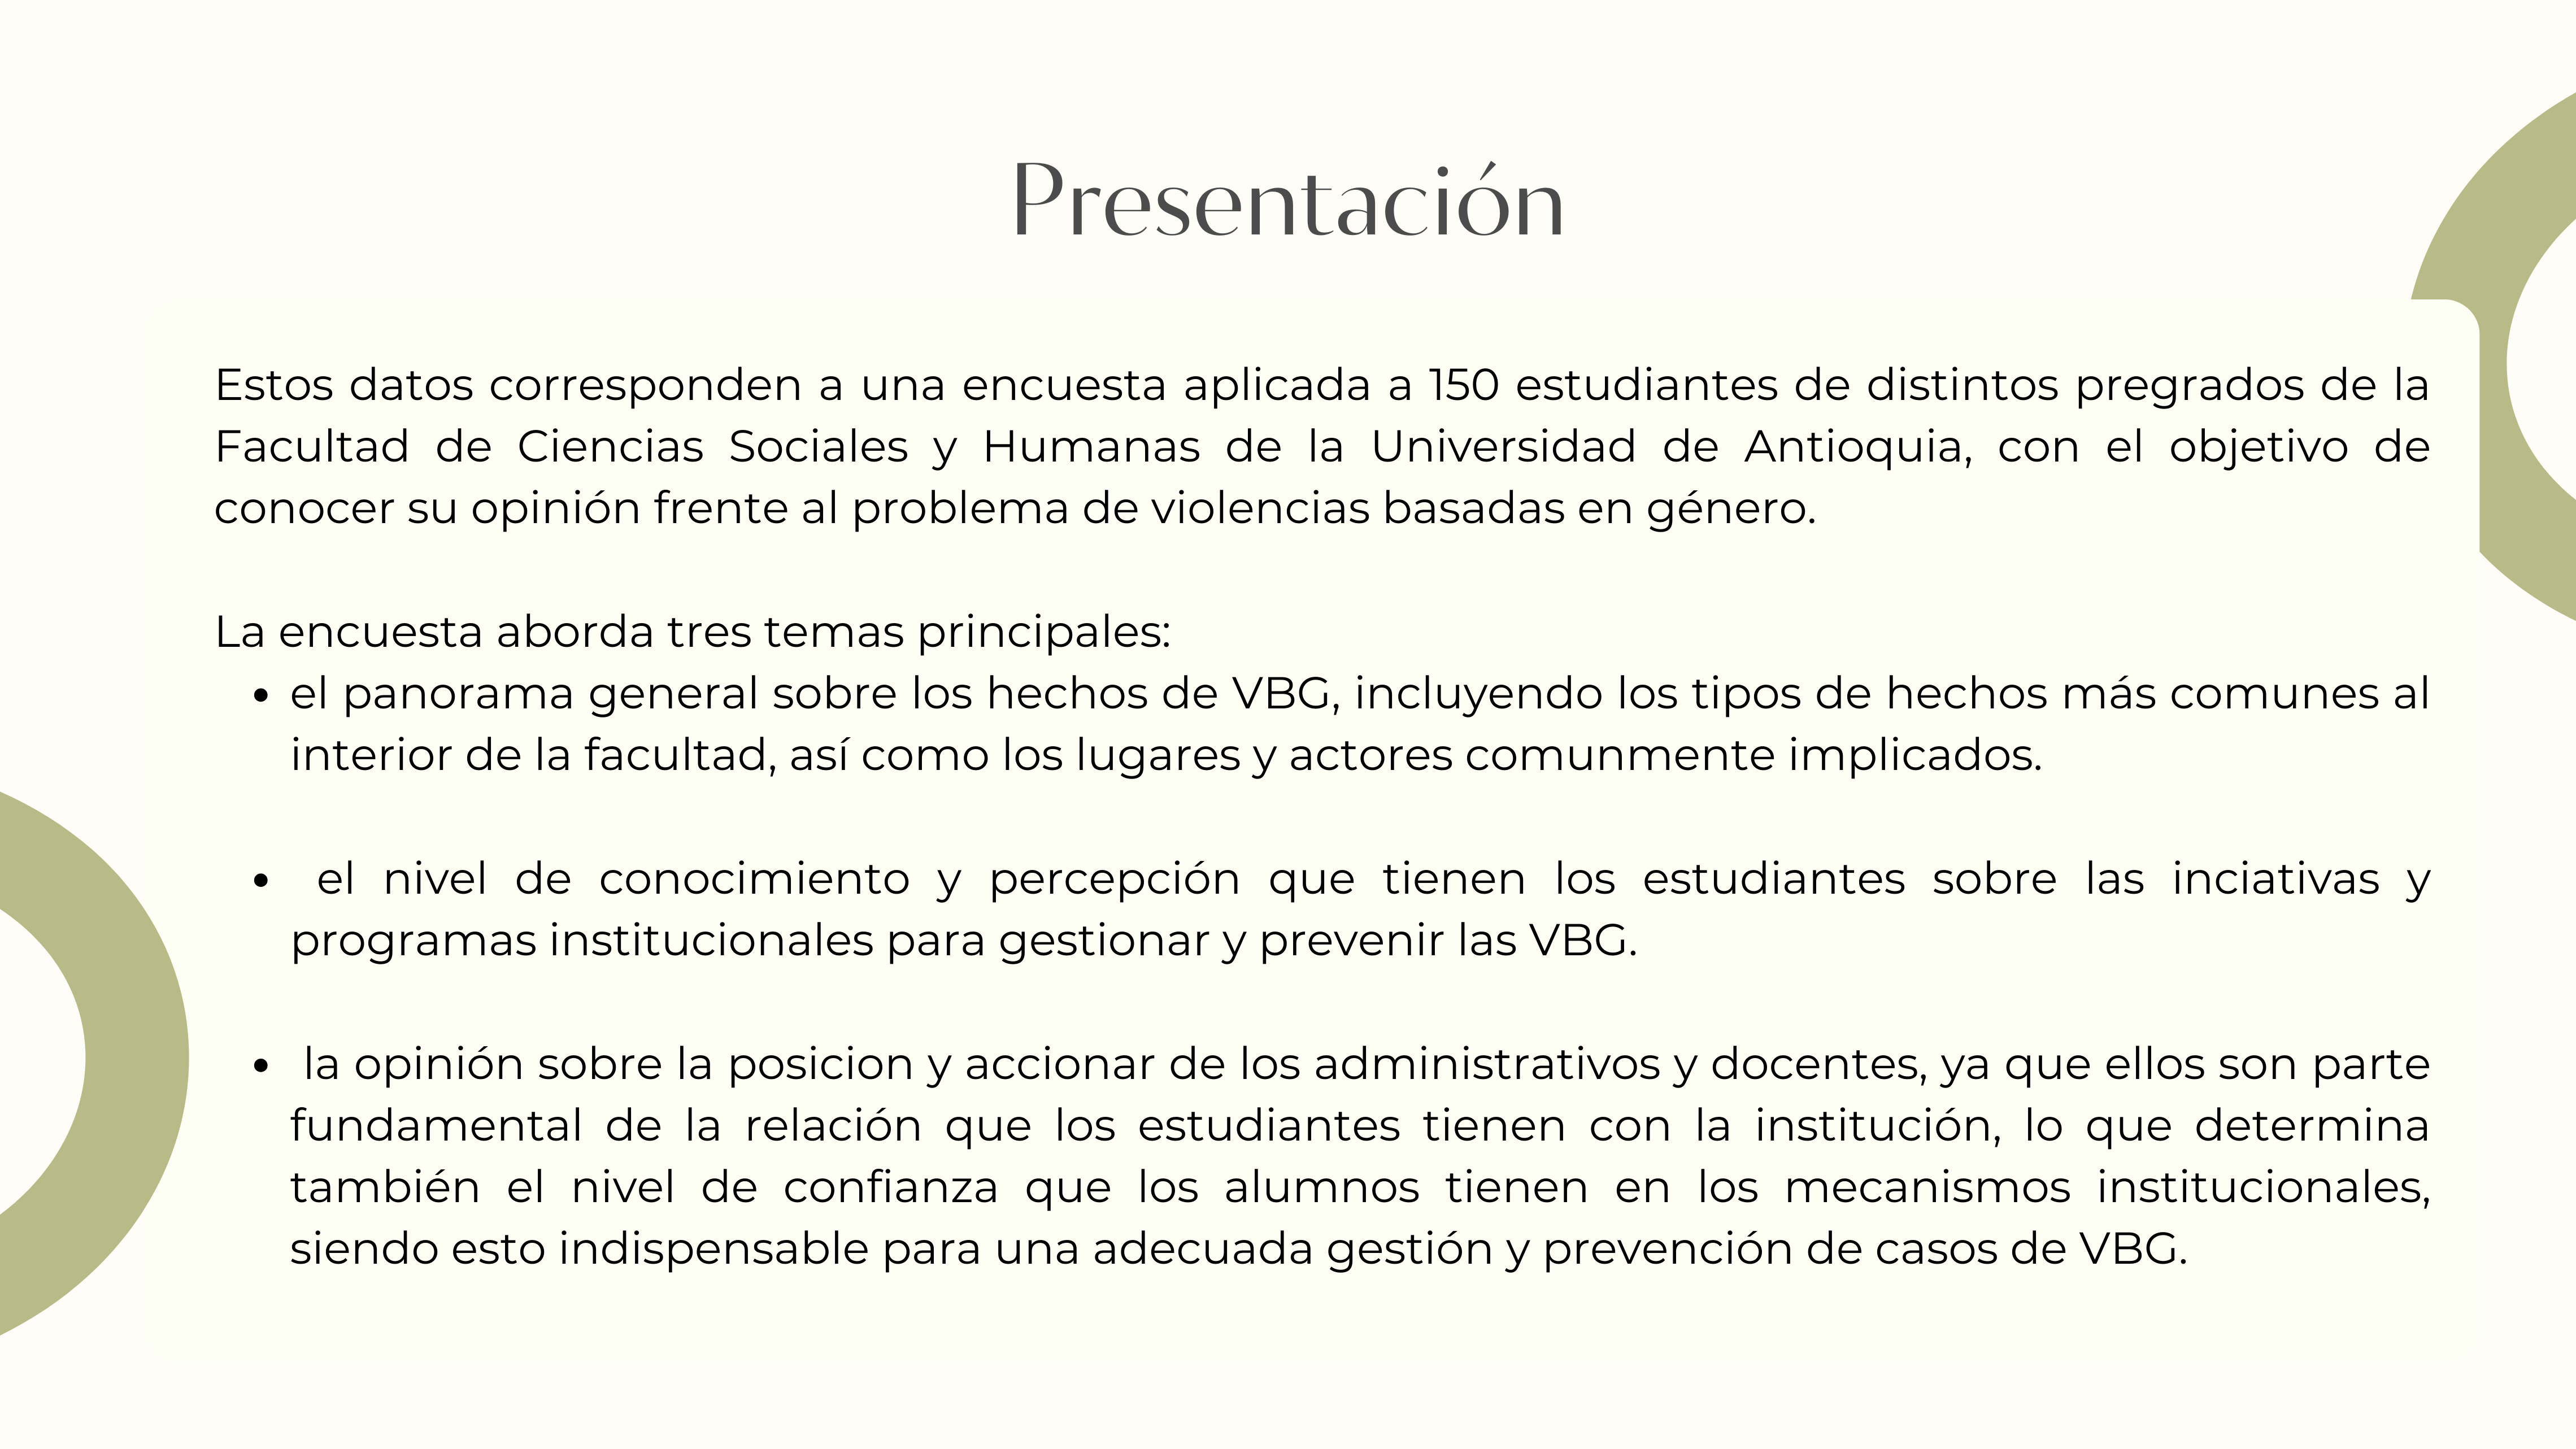 Presentación
Estos datos corresponden a una encuesta aplicada a 150 estudiantes de distintos pregrados de la
Facultad de Ciencias Sociales y Humanas de la Universidad de Antioquia, con el objetivo de
conocer su opinión frente al problema de violencias basadas en género.
La encuesta aborda tres temas principales:
• el panorama general sobre los hechos de VBG, incluyendo los tipos de hechos más comunes al
interior de la facultad, así como los lugares y actores comunmente implicados.
• el nivel de conocimiento y percepción que tienen los estudiantes sobre las inciativas y
programas institucionales para gestionar y prevenir las VBG.
• la opinión sobre la posicion y accionar de los administrativos y docentes, ya que ellos son parte
fundamental de la relación que los estudiantes tienen con la institución, lo que determina
también el nivel de confianza que los alumnos tienen en los mecanismos institucionales,
siendo esto indispensable para una adecuada gestión y prevención de casos de VBG.